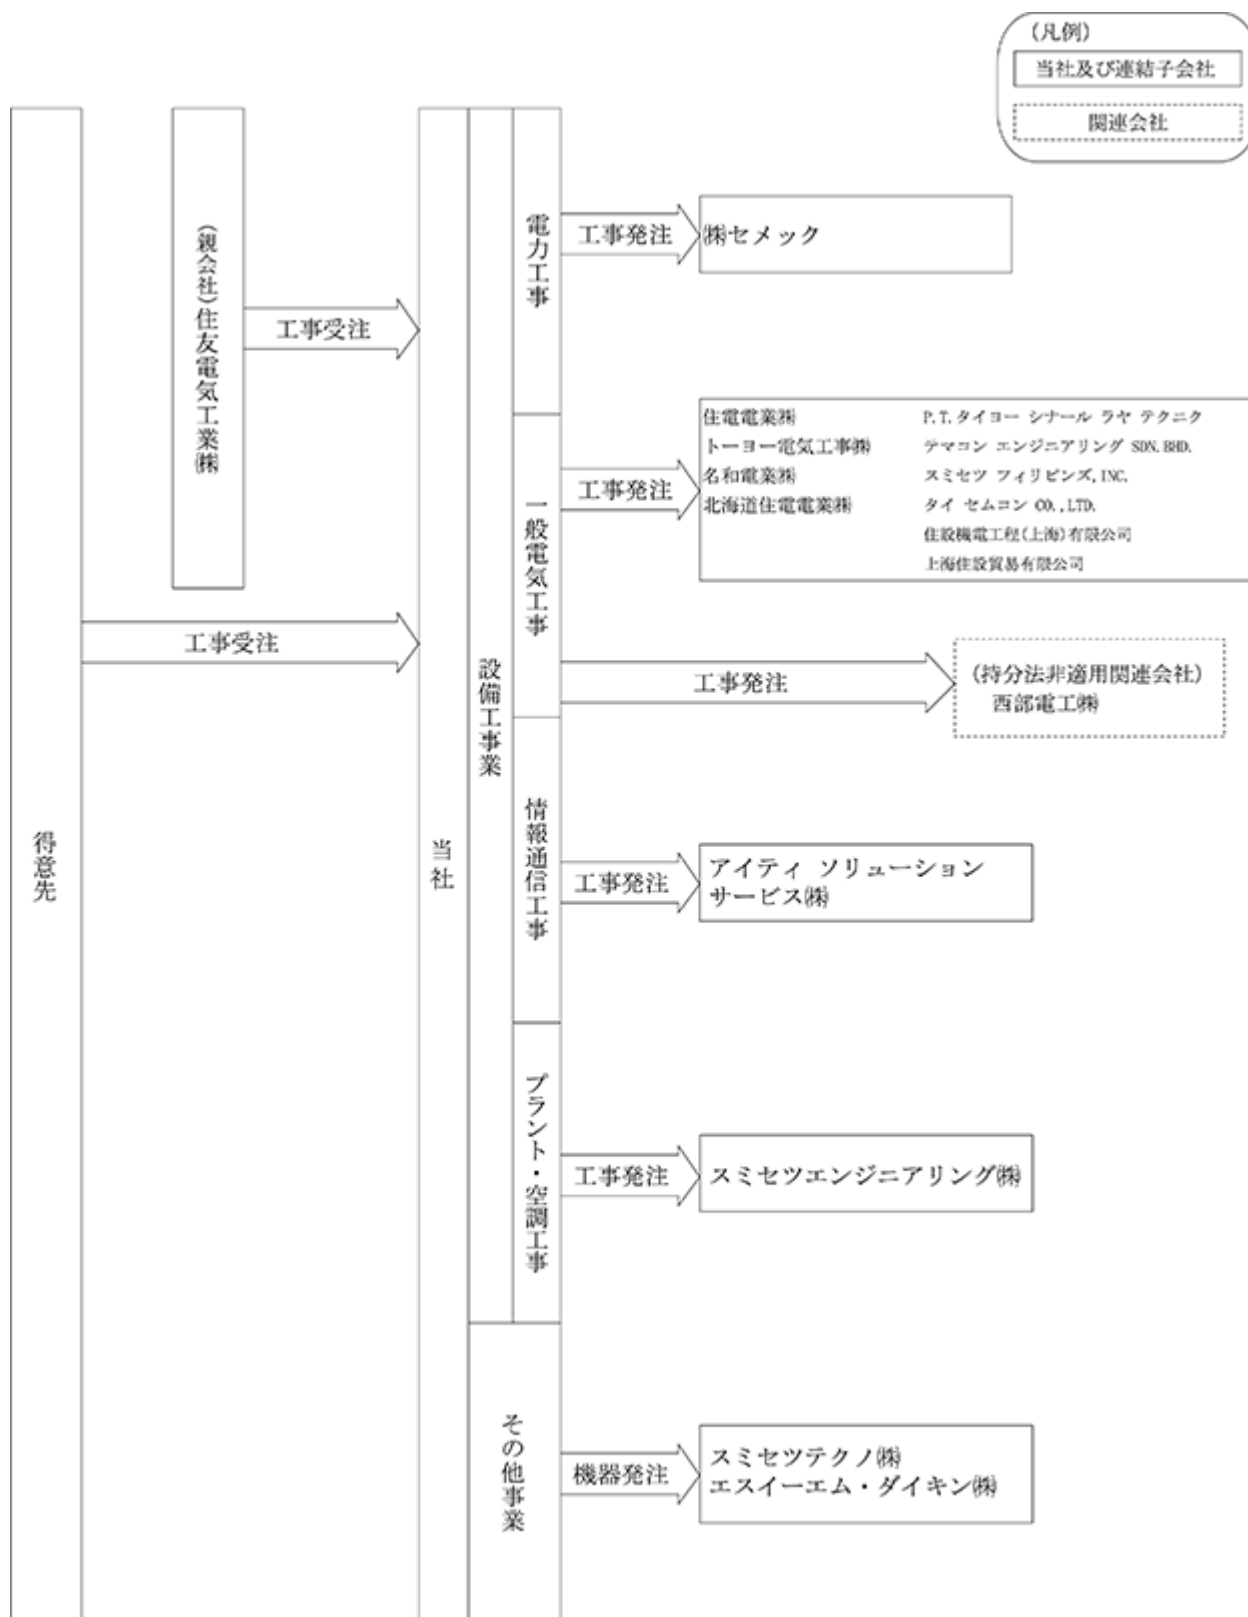 (凡例)
当社及び連結子会社
関連会社
得意先
(親会社)住友電気工業㈱
工事受注
工事受注
当社
設備工事業
電力工事
工事発注
㈱セメック
一般電気工事
工事発注
住電電業㈱
トーヨー電気工事㈱
名和電業㈱
北海道住電電業㈱
P.T.タイヨー シナール ラヤ テクニク
テマコン エンジニアリング SDN.BHD.
スミセツ フィリピンズ,INC.
タイ セムコン CO.,LTD.
住設機電工程(上海)有限公司
上海住設貿易有限公司
工事発注
(持分法非適用関連会社)
西部電工㈱
情報通信工事
工事発注
アイティ ソリューション
サービス㈱
プラント・空調工事
工事発注
スミセツエンジニアリング㈱
その他事業
機器発注
スミセツテクノ㈱
エスイーエム・ダイキン㈱